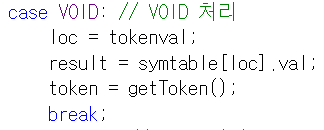 case VOID: // VOID 처리
loc = tokenval;
result = symtable[loc].val;
token = getToken();
break;